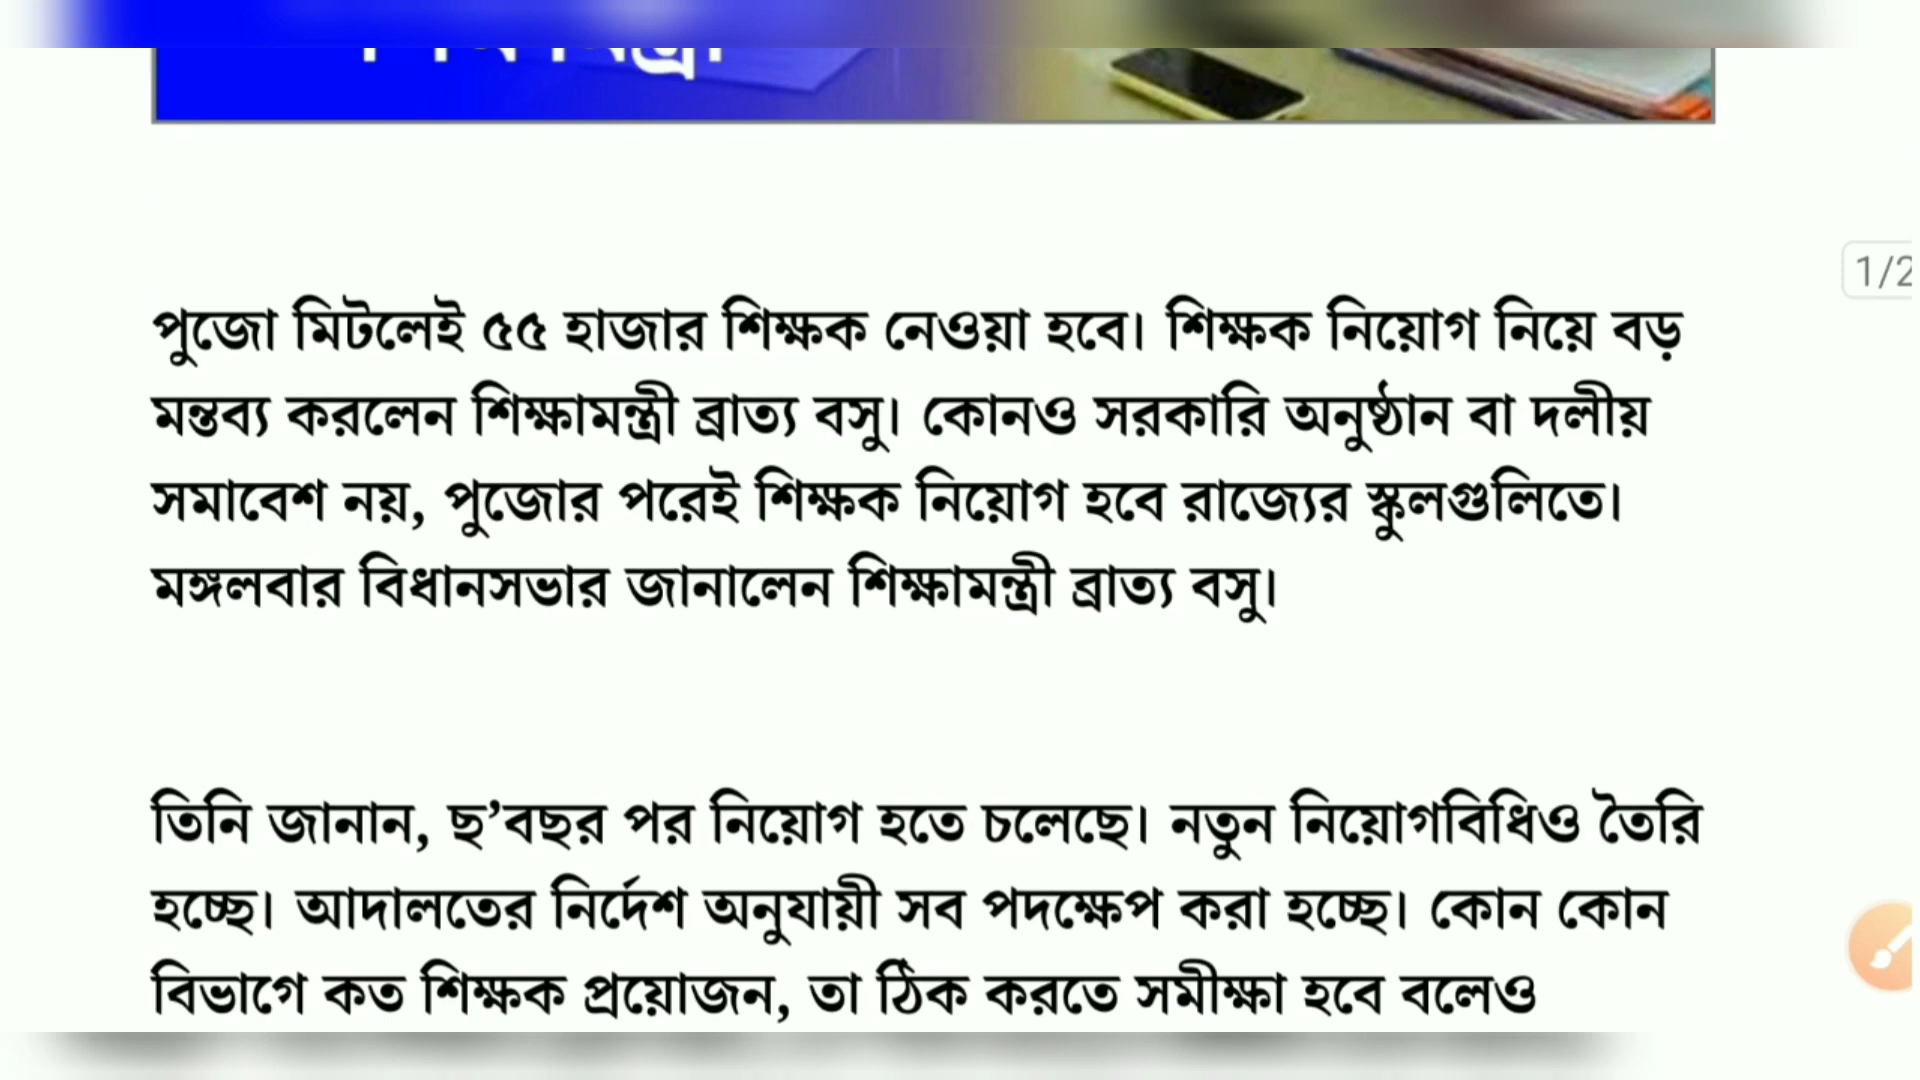 1/2
পুজো মিটলেই ৫৫ হাজার শিক্ষক নেওয়া হবে। শিক্ষক নিয়োগ নিয়ে বড়
মন্তব্য করলেন শিক্ষামন্ত্রী ব্রাত্য বসু। কোনও সরকারি অনুষ্ঠান বা দলীয়
সমাবেশ নয়, পুজোর পরেই শিক্ষক নিয়োগ হবে রাজ্যের স্কুলগুলিতে।
মঙ্গলবার বিধানসভার জানালেন শিক্ষামন্ত্রী ব্রাত্য বসু।
তিনি জানান, ছ’বছর পর নিয়োগ হতে চলেছে। নতুন নিয়োগবিধিও তৈরি
হচ্ছে। আদালতের নির্দেশ অনুযায়ী সব পদক্ষেপ করা হচ্ছে। কোন কোন
বিভাগে কত শিক্ষক প্রয়োজন, তা ঠিক করতে সমীক্ষা হবে বলেও